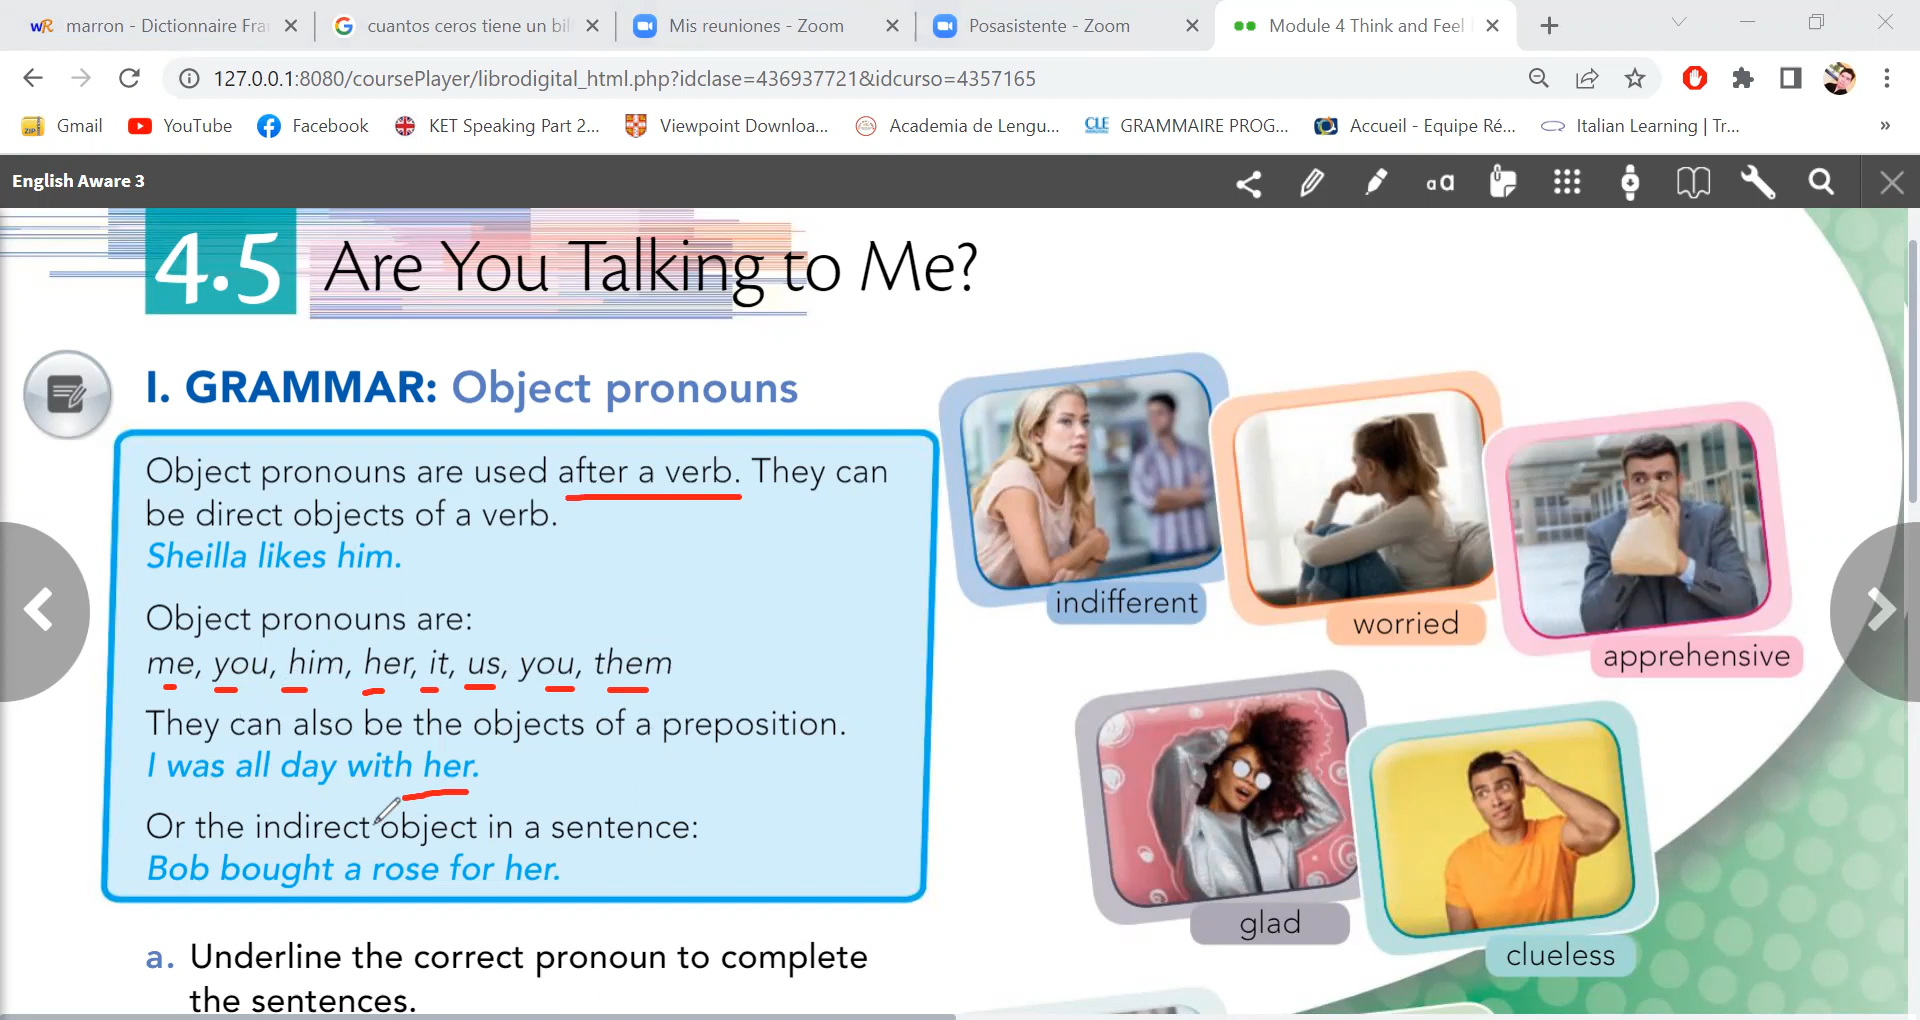 marron - Dictionnaire Fra
cuantos ceros tiene un bil
Mis reuniones - Zoom
Posasistente - Zoom
Module 4 Think and Feel
127.0.0.1:8080/coursePlayer/librodigital_html.php?idclase=436937721&idcurso=4357165
Gmail
YouTube
Facebook
KET Speaking Part 2...
Viewpoint Downloa...
Academia de Lengu...
CLE
GRAMMAIRE PROG...
Accueil - Equipe Ré...
Italian Learning | Tr...
»
English Aware 3
aa
4.5 Are You Talking to Me?
I. GRAMMAR: Object pronouns
Object pronouns are used after a verb. They can
be direct objects of a verb.
Sheilla likes him.
Object pronouns are:
me, you, him, her, it, us, you, them
They can also be the objects of a preposition.
I was all day with her.
Or the indirect object in a sentence:
Bob bought a rose for her.
a. Underline the correct pronoun to complete
the sentences.
indifferent
worried
apprehensive
glad
clueless